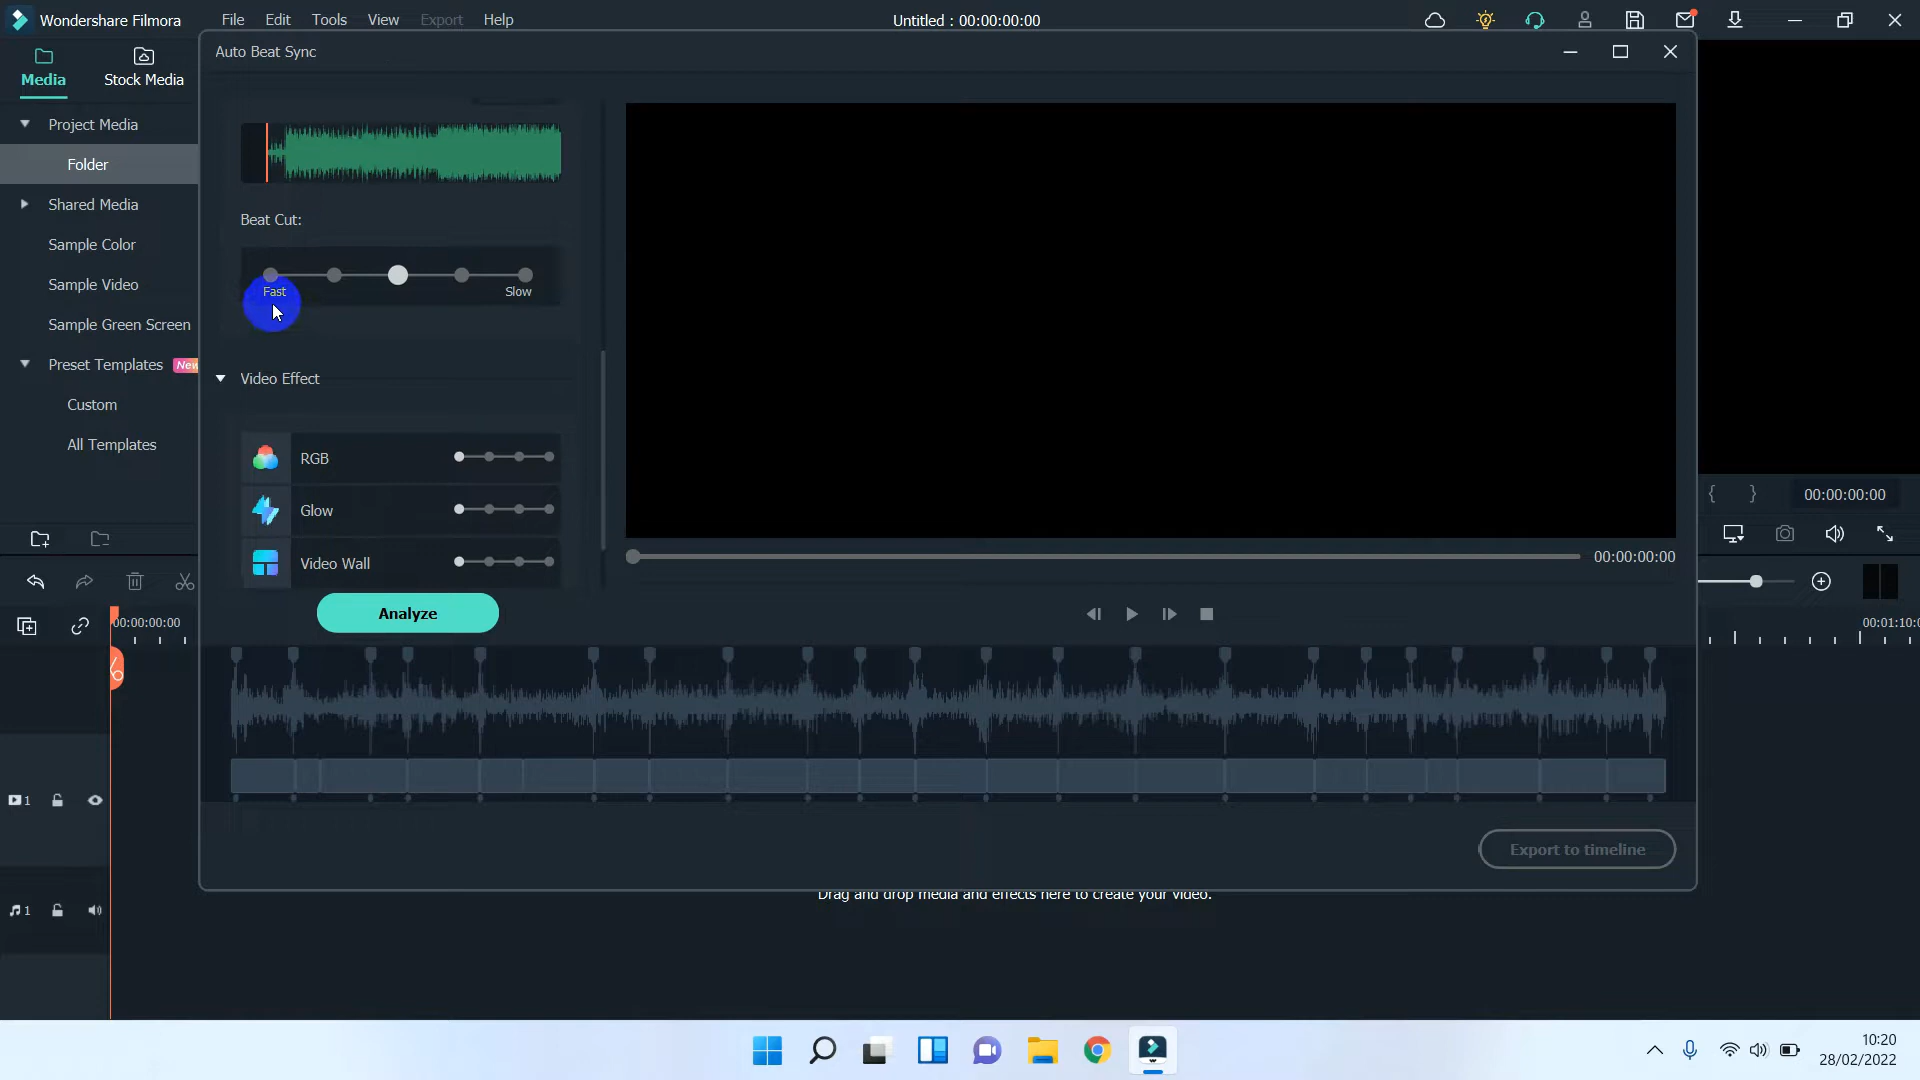 Wondershare Filmora File Edit Tools View Export Help Untitled : 00:00:00:00
Auto Beat Sync
Media Stock Media
Project Media
Folder
Shared Media
Sample Color
Sample Video
Sample Green Screen
Preset Templates New
Custom
All Templates
Beat Cut:
Fast Slow
Video Effect
RGB
Glow
Video Wall
Analyze
00:00:00:00
{ } 00:00:00:00
00:00:00:00
00:01:10:0
1
1
Export to timeline
Drag and drop media and effects here to create your video.
10:20
28/02/2022